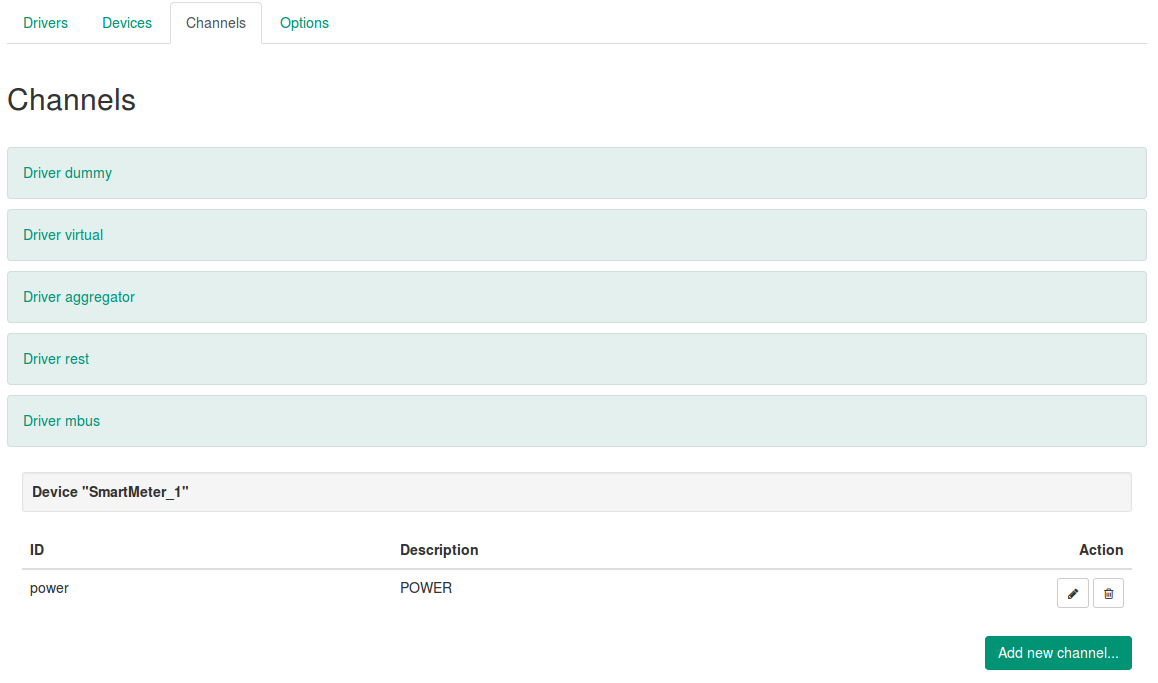 Drivers Devices Channels Options
Channels
Driver dummy
Driver virtual
Driver aggregator
Driver rest
Driver mbus
Device "SmartMeter_1"
ID Description Action
power POWER
Add new channel...